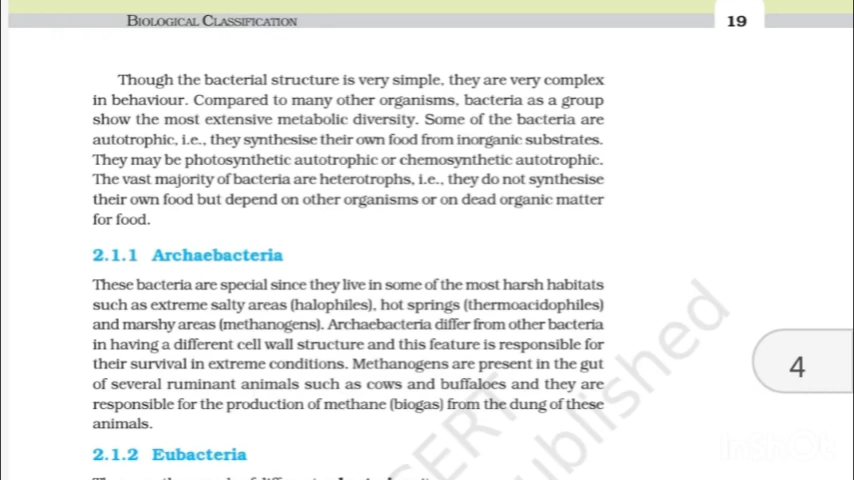 BIOLOGICAL CLASSIFICATION
19
Though the bacterial structure is very simple, they are very complex
in behaviour. Compared to many other organisms, bacteria as a group
show the most extensive metabolic diversity. Some of the bacteria are
autotrophic, i.e., they synthesise their own food from inorganic substrates.
They may be photosynthetic autotrophic or chemosynthetic autotrophic.
The vast majority of bacteria are heterotrophs, i.e., they do not synthesise
their own food but depend on other organisms or on dead organic matter
for food.
2.1.1 Archaebacteria
These bacteria are special since they live in some of the most harsh habitats
such as extreme salty areas (halophiles), hot springs (thermoacidophiles)
and marshy areas (methanogens). Archaebacteria differ from other bacteria
in having a different cell wall structure and this feature is responsible for
their survival in extreme conditions. Methanogens are present in the gut
of several ruminant animals such as cows and buffaloes and they are
responsible for the production of methane (biogas) from the dung of these
animals.
4
2.1.2 Eubacteria
InShOt